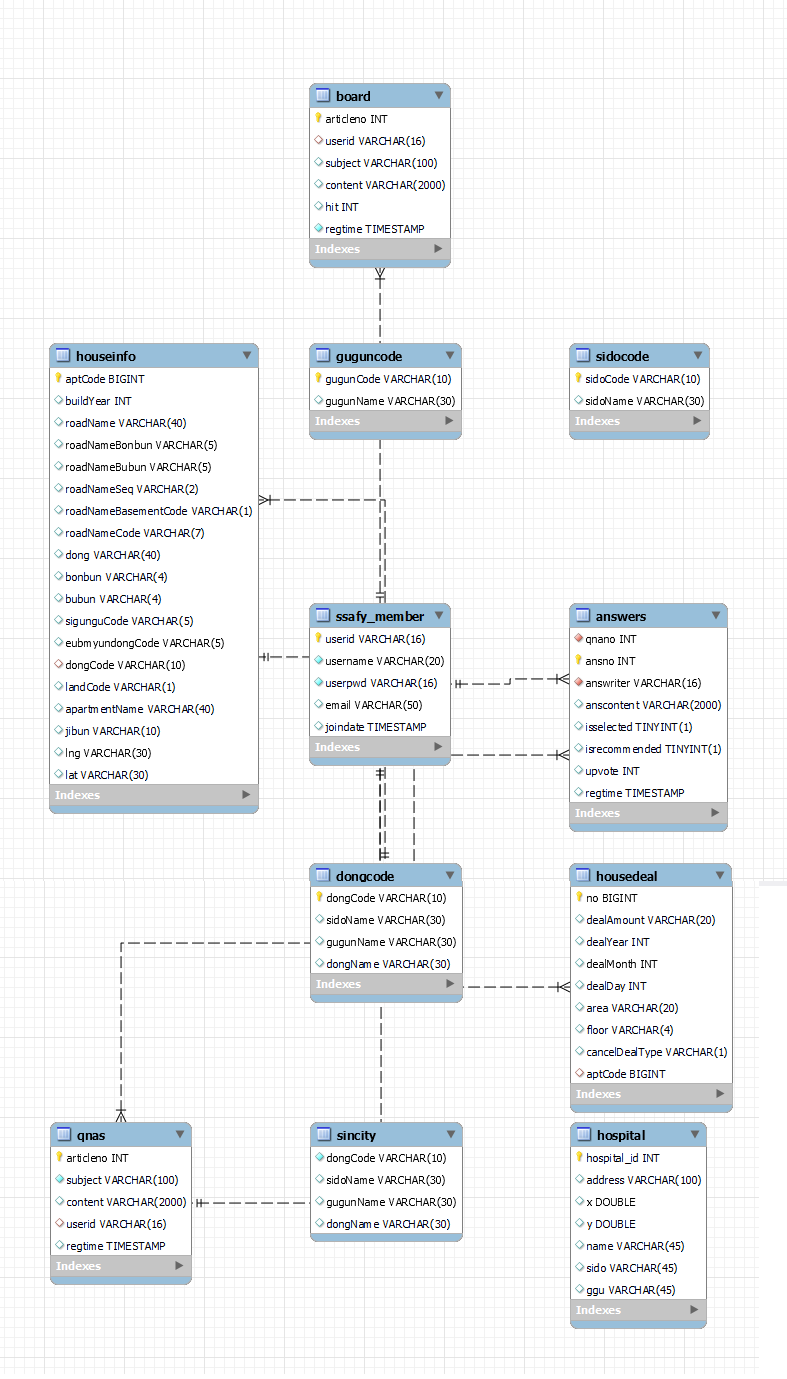 board
articleno INT
userid VARCHAR(16)
subject VARCHAR(100)
content VARCHAR(2000)
hit INT
regtime TIMESTAMP
Indexes
houseinfo
aptCode BIGINT
buildYear INT
roadName VARCHAR(40)
roadNameBonbun VARCHAR(5)
roadNameBubun VARCHAR(5)
roadNameSeq VARCHAR(2)
roadNameBasementCode VARCHAR(1)
roadNameCode VARCHAR(7)
dong VARCHAR(40)
bonbun VARCHAR(4)
bubun VARCHAR(4)
sigunguCode VARCHAR(5)
eubmyundongCode VARCHAR(5)
dongCode VARCHAR(10)
landCode VARCHAR(1)
apartmentName VARCHAR(40)
jibun VARCHAR(10)
lng VARCHAR(30)
lat VARCHAR(30)
Indexes
guguncode
gugunCode VARCHAR(10)
gugunName VARCHAR(30)
Indexes
sidocode
sidoCode VARCHAR(10)
sidoName VARCHAR(30)
Indexes
ssafy_member
userid VARCHAR(16)
username VARCHAR(20)
userpwd VARCHAR(16)
email VARCHAR(50)
joindate TIMESTAMP
Indexes
answers
qnano INT
ansno INT
answriter VARCHAR(16)
anscontent VARCHAR(2000)
isselected TINYINT(1)
isrecommended TINYINT(1)
upvote INT
regtime TIMESTAMP
Indexes
dongcode
dongCode VARCHAR(10)
sidoName VARCHAR(30)
gugunName VARCHAR(30)
dongName VARCHAR(30)
Indexes
housedeal
no BIGINT
dealAmount VARCHAR(20)
dealYear INT
dealMonth INT
dealDay INT
area VARCHAR(20)
floor VARCHAR(4)
cancelDealType VARCHAR(1)
aptCode BIGINT
Indexes
qnas
articleno INT
subject VARCHAR(100)
content VARCHAR(2000)
userid VARCHAR(16)
regtime TIMESTAMP
Indexes
sincity
dongCode VARCHAR(10)
sidoName VARCHAR(30)
gugunName VARCHAR(30)
dongName VARCHAR(30)
hospital
hospital_id INT
address VARCHAR(100)
x DOUBLE
y DOUBLE
name VARCHAR(45)
sido VARCHAR(45)
ggu VARCHAR(45)
Indexes